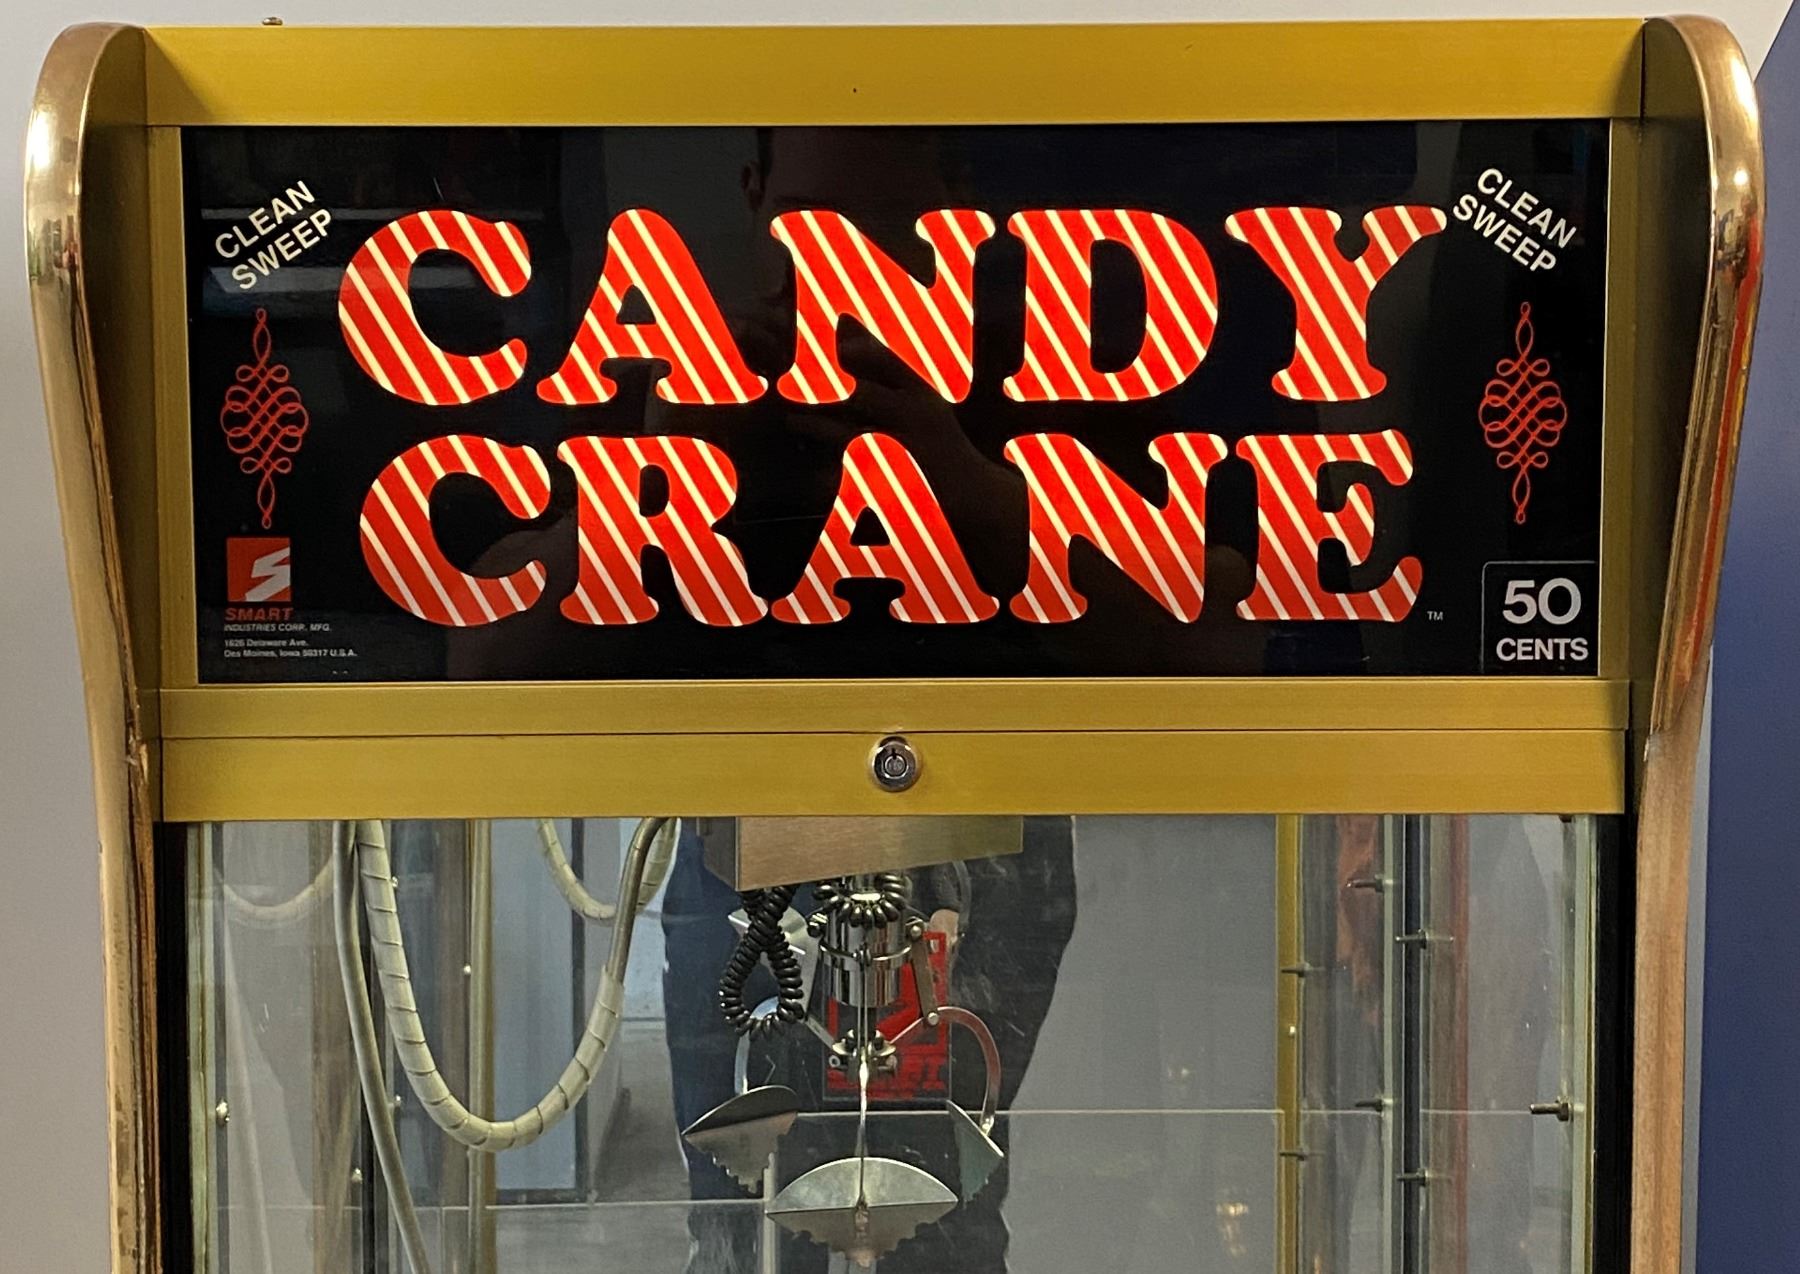 CLEAN
SWEEP
CANDY
CRANE
TM
CLEAN
SWEEP
SMART
INDUSTRIES CORP. MFG.
1626 Delaware Ave.
Des Moines, Iowa 50317 U.S.A.
50
CENTS